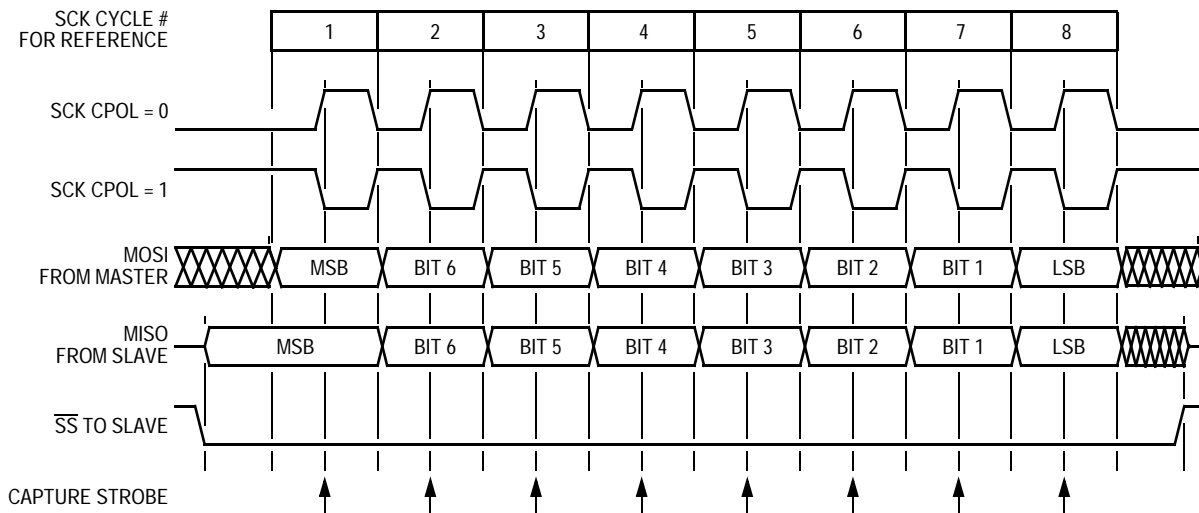 SCK CYCLE #
FOR REFERENCE
1 2 3 4 5 6 7 8
SCK CPOL = 0
SCK CPOL = 1
MOSI
FROM MASTER
MSB BIT 6 BIT 5 BIT 4 BIT 3 BIT 2 BIT 1 LSB
MISO
FROM SLAVE
MSB BIT 6 BIT 5 BIT 4 BIT 3 BIT 2 BIT 1 LSB
S̅S̅ TO SLAVE
CAPTURE STROBE